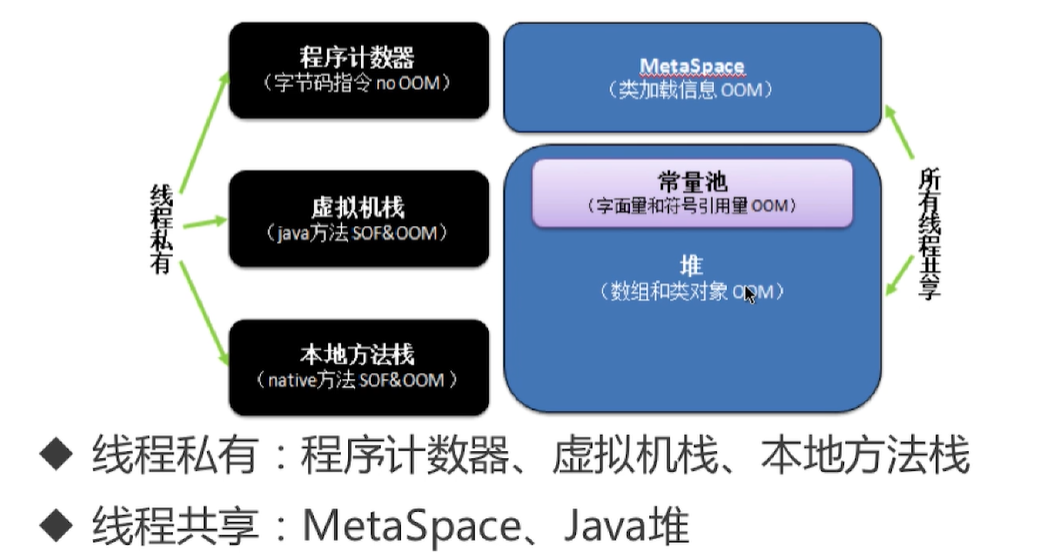 程序计数器
（字节码指令 no OOM）
MetaSpace
（类加载信息 OOM）
线程私有
虚拟机栈
（java方法 SOF&OOM）
常量池
（字面量和符号引用量 OOM）
堆
（数组和类对象 OOM）
所有线程共享
本地方法栈
（native方法 SOF&OOM ）
◆ 线程私有：程序计数器、虚拟机栈、本地方法栈
◆ 线程共享：MetaSpace、Java堆